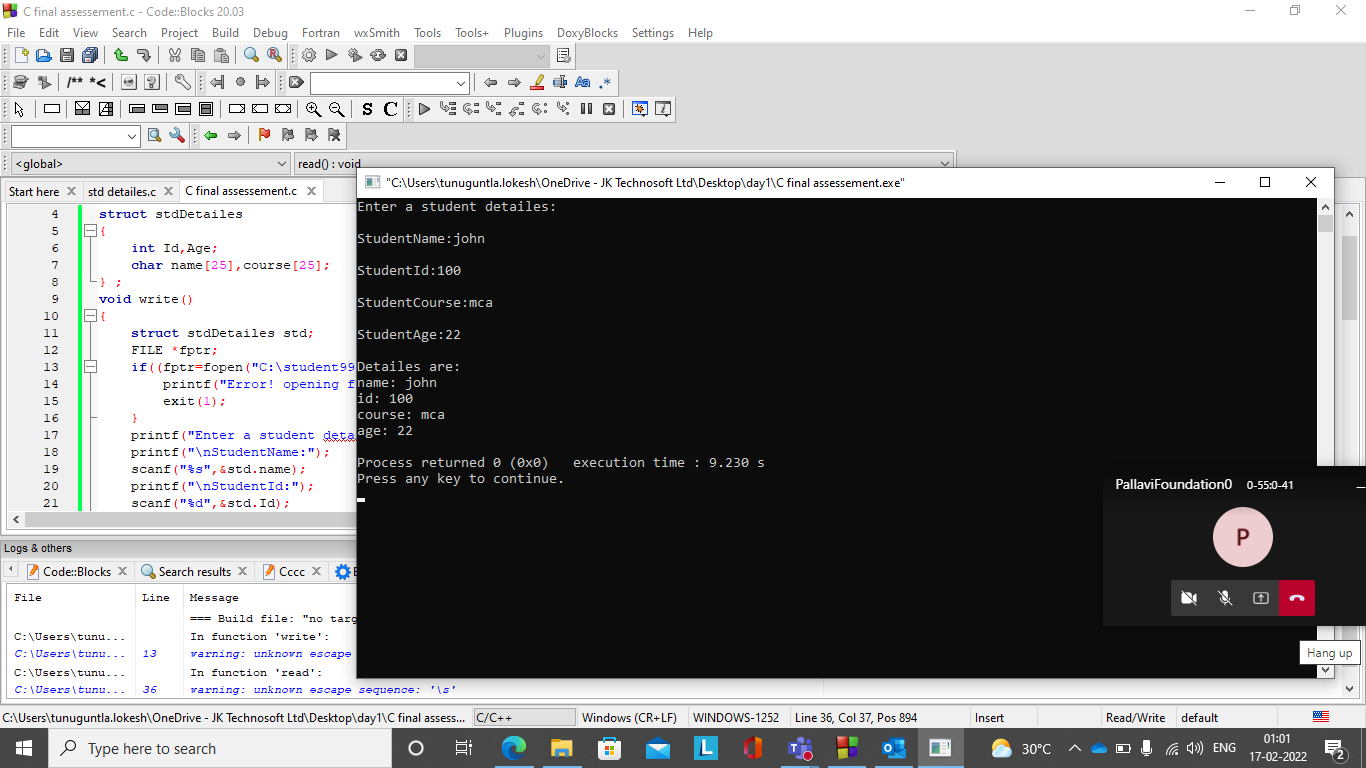 C final assessement.c - Code::Blocks 20.03
File Edit View Search Project Build Debug Fortran wxSmith Tools Tools+ Plugins DoxyBlocks Settings Help
/** *<
S C
<global> read() : void
Start here std detailes.c C final assessement.c
4 struct stdDetailes
5 {
6 int Id,Age;
7 char name[25],course[25];
8 } ;
9 void write()
10 {
11 struct stdDetailes std;
12 FILE *fptr;
13 if((fptr=fopen("C:\student99
14 printf("Error! opening f
15 exit(1);
16 }
17 printf("Enter a student deta
18 printf("\nStudentName:");
19 scanf("%s",&std.name);
20 printf("\nStudentId:");
21 scanf("%d",&std.Id);
"C:\Users\tunuguntla.lokesh\OneDrive - JK Technosoft Ltd\Desktop\day1\C final assessement.exe"
Enter a student detailes:
StudentName:john
StudentId:100
StudentCourse:mca
StudentAge:22
Detailes are:
name: john
id: 100
course: mca
age: 22
Process returned 0 (0x0) execution time : 9.230 s
Press any key to continue.
PallaviFoundation0 0-55:0-41
P
Hang up
Logs & others
Code::Blocks Search results Cccc
File Line Message
=== Build file: "no targ
C:\Users\tunu... In function 'write':
C:\Users\tunu... 13 warning: unknown escape
C:\Users\tunu... In function 'read':
C:\Users\tunu... 36 warning: unknown escape sequence: '\s'
C:\Users\tunuguntla.lokesh\OneDrive - JK Technosoft Ltd\Desktop\day1\C final assess... C/C++ Windows (CR+LF) WINDOWS-1252 Line 36, Col 37, Pos 894 Insert Read/Write default
Type here to search
L
30°C
ENG
01:01
17-02-2022
2